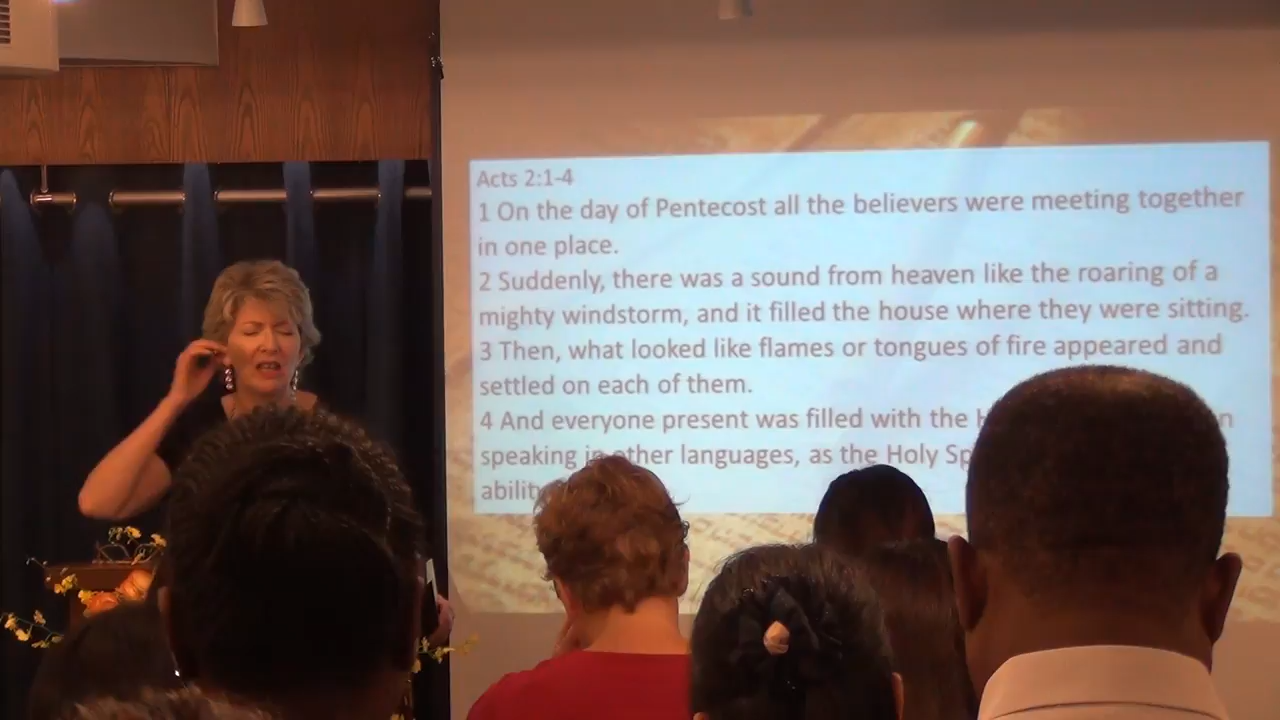 Acts 2:1-4
1 On the day of Pentecost all the believers were meeting together
in one place.
2 Suddenly, there was a sound from heaven like the roaring of a
mighty windstorm, and it filled the house where they were sitting.
3 Then, what looked like flames or tongues of fire appeared and
settled on each of them.
4 And everyone present was filled with the
speaking in other languages, as the Holy